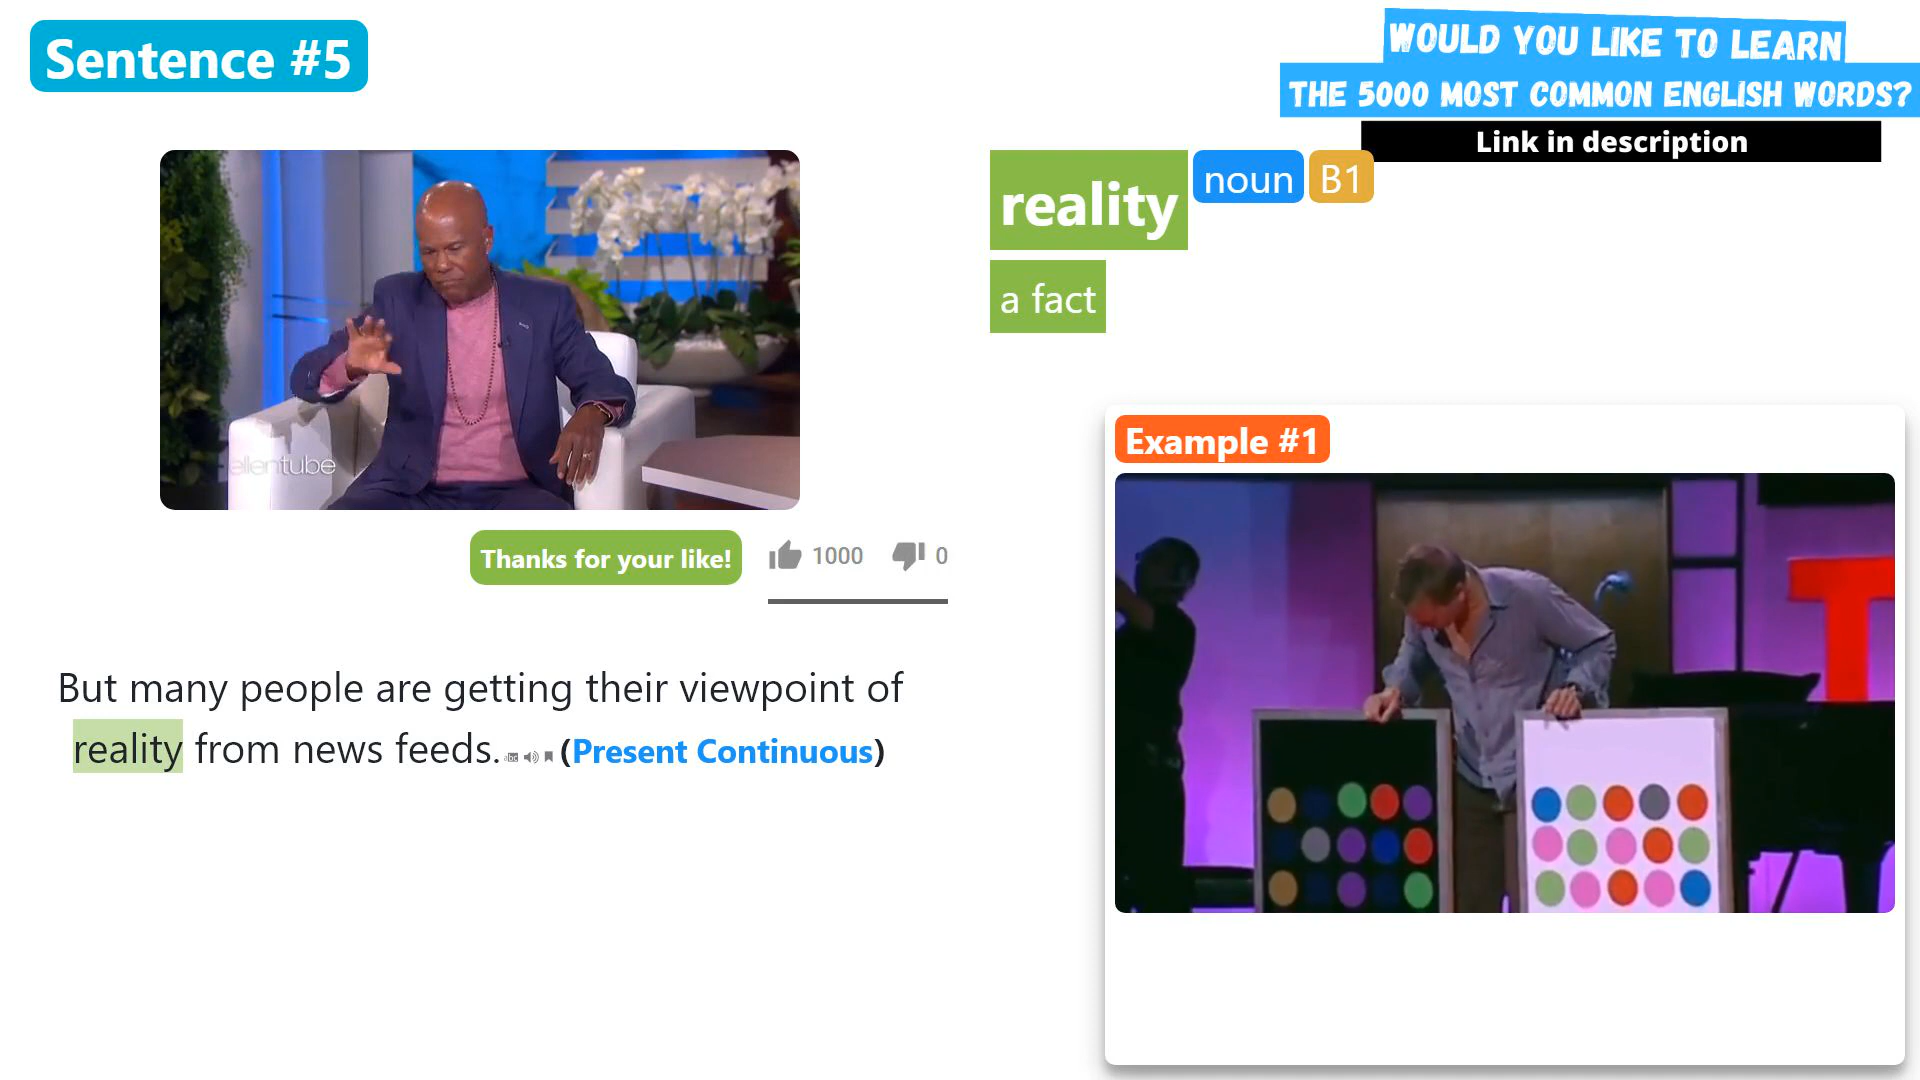 Sentence #5
WOULD YOU LIKE TO LEARN
THE 5000 MOST COMMON ENGLISH WORDS?
Link in description
reality noun B1
a fact
ellentube
Thanks for your like! 1000 0
But many people are getting their viewpoint of
reality from news feeds. (Present Continuous)
Example #1
T